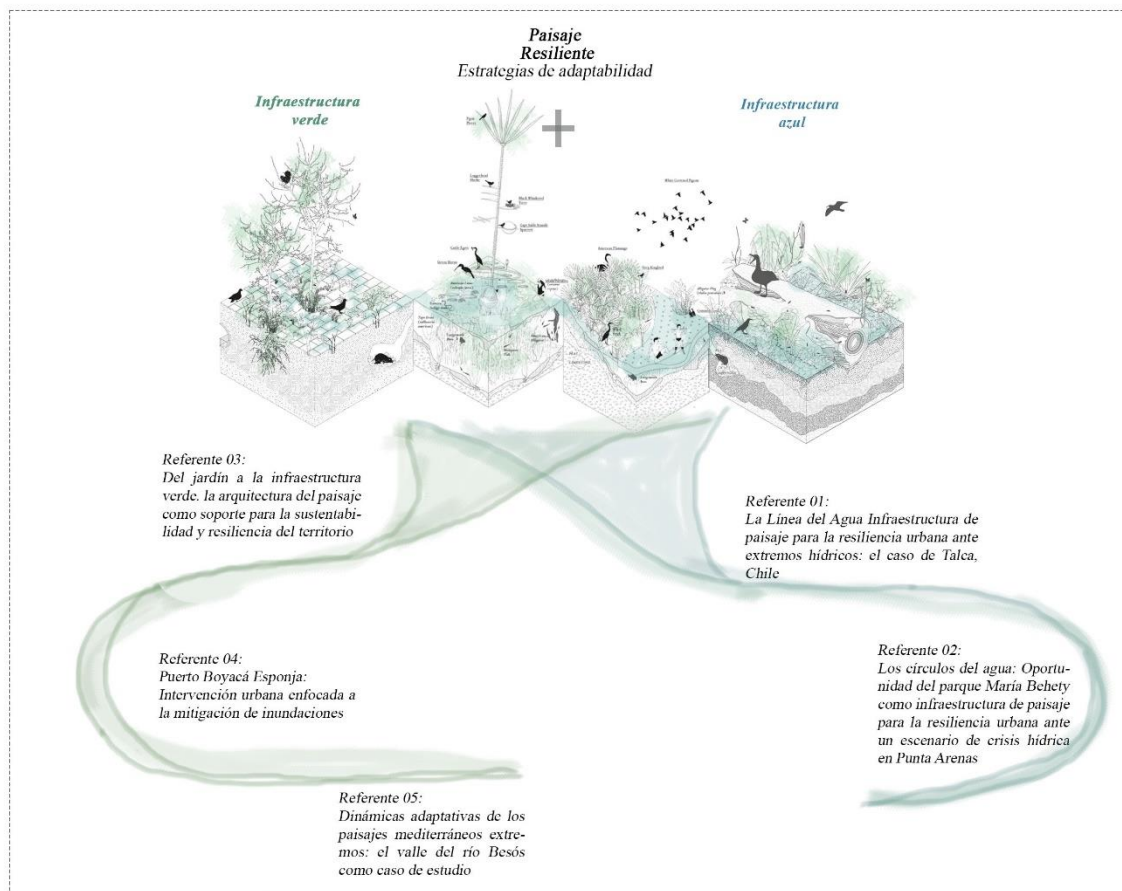 Paisaje
Resiliente
Estrategias de adaptabilidad
Infraestructura
verde
Infraestructura
azul
Referente 03:
Del jardín a la infraestructura
verde. la arquitectura del paisaje
como soporte para la sustentabi-
lidad y resiliencia del territorio
Referente 01:
La Línea del Agua Infraestructura de
paisaje para la resiliencia urbana ante
extremos hídricos: el caso de Talca,
Chile
Referente 04:
Puerto Boyacá Esponja:
Intervención urbana enfocada a
la mitigación de inundaciones
Referente 02:
Los círculos del agua: Oportu-
nidad del parque María Behety
como infraestructura de paisaje
para la resiliencia urbana ante
un escenario de crisis hídrica
en Punta Arenas
Referente 05:
Dinámicas adaptativas de los
paisajes mediterráneos extre-
mos: el valle del río Besós
como caso de estudio